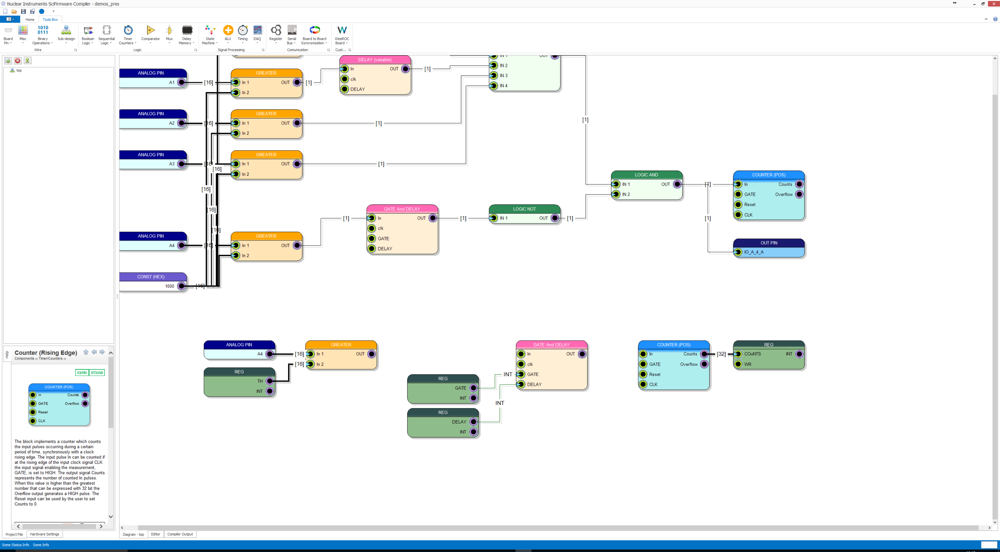 Nuclear Instruments SciFirmware Compiler - demos_pres
Home
Tools Box
Board Pin
Misc
1010
0111
Binary Operations
Sub-design
Boolean Logic
Sequential Logic
Timer Counters
Comparator
Mux
Delay Memory
State Machine
ALU
Timing
DAQ
Register
BUS
Serial Bus
Board to Board Syncronization
WeeROC Board
Wire
Logic
Signal Processing
Comunication
Cust...
top
ANALOG PIN
A1
[16]
GREATER
In 1
OUT
In 2
[1]
DELAY (variable)
In
OUT
clk
DELAY
[1]
IN 1
OUT
IN 2
IN 3
IN 4
[1]
ANALOG PIN
A2
[16]
GREATER
In 1
OUT
In 2
[1]
ANALOG PIN
A3
[16]
[16]
GREATER
In 1
OUT
In 2
[1]
[16]
[16]
[16]
LOGIC AND
IN 1
OUT
IN 2
[1]
[1]
COUNTER (POS)
In
Counts
GATE
Overflow
Reset
CLK
ANALOG PIN
A4
[16]
GREATER
In 1
OUT
In 2
[1]
GATE And DELAY
In
OUT
clk
GATE
DELAY
[1]
LOGIC NOT
IN 1
OUT
[1]
OUT PIN
IO_A_4_A
CONST (HEX)
1000
[16]
ANALOG PIN
A4
[16]
REG
TH
INT
[16]
GREATER
In 1
OUT
In 2
REG
GATE
INT
INT
REG
DELAY
INT
INT
GATE And DELAY
In
OUT
clk
GATE
DELAY
COUNTER (POS)
In
Counts
GATE
Overflow
Reset
CLK
[32]
REG
COuNTS
INT
WR
Help
Counter (Rising Edge)
Components ›› Timer/Counters ››
V2495
DT5550
COUNTER (POS)
In
Counts
GATE
Overflow
Reset
CLK
The block implements a counter which counts
the input pulses occurring during a certain
period of time, synchronously with a clock
rising edge. The input pulse In can be counted if
at the rising edge of the input clock signal CLK
the input signal enabling the measurement,
GATE, is set to HIGH. The output signal Counts
represents the number of counted In pulses.
When this value is higher than the greatest
number that can be expressed with 32 bit the
Overflow output generates a HIGH pulse. The
Reset input can be used by the user to set
Counts to 0.
Project File
Hardware Settings
Diagram - top
Editor
Compiler Output
Some Status Info
Some Info